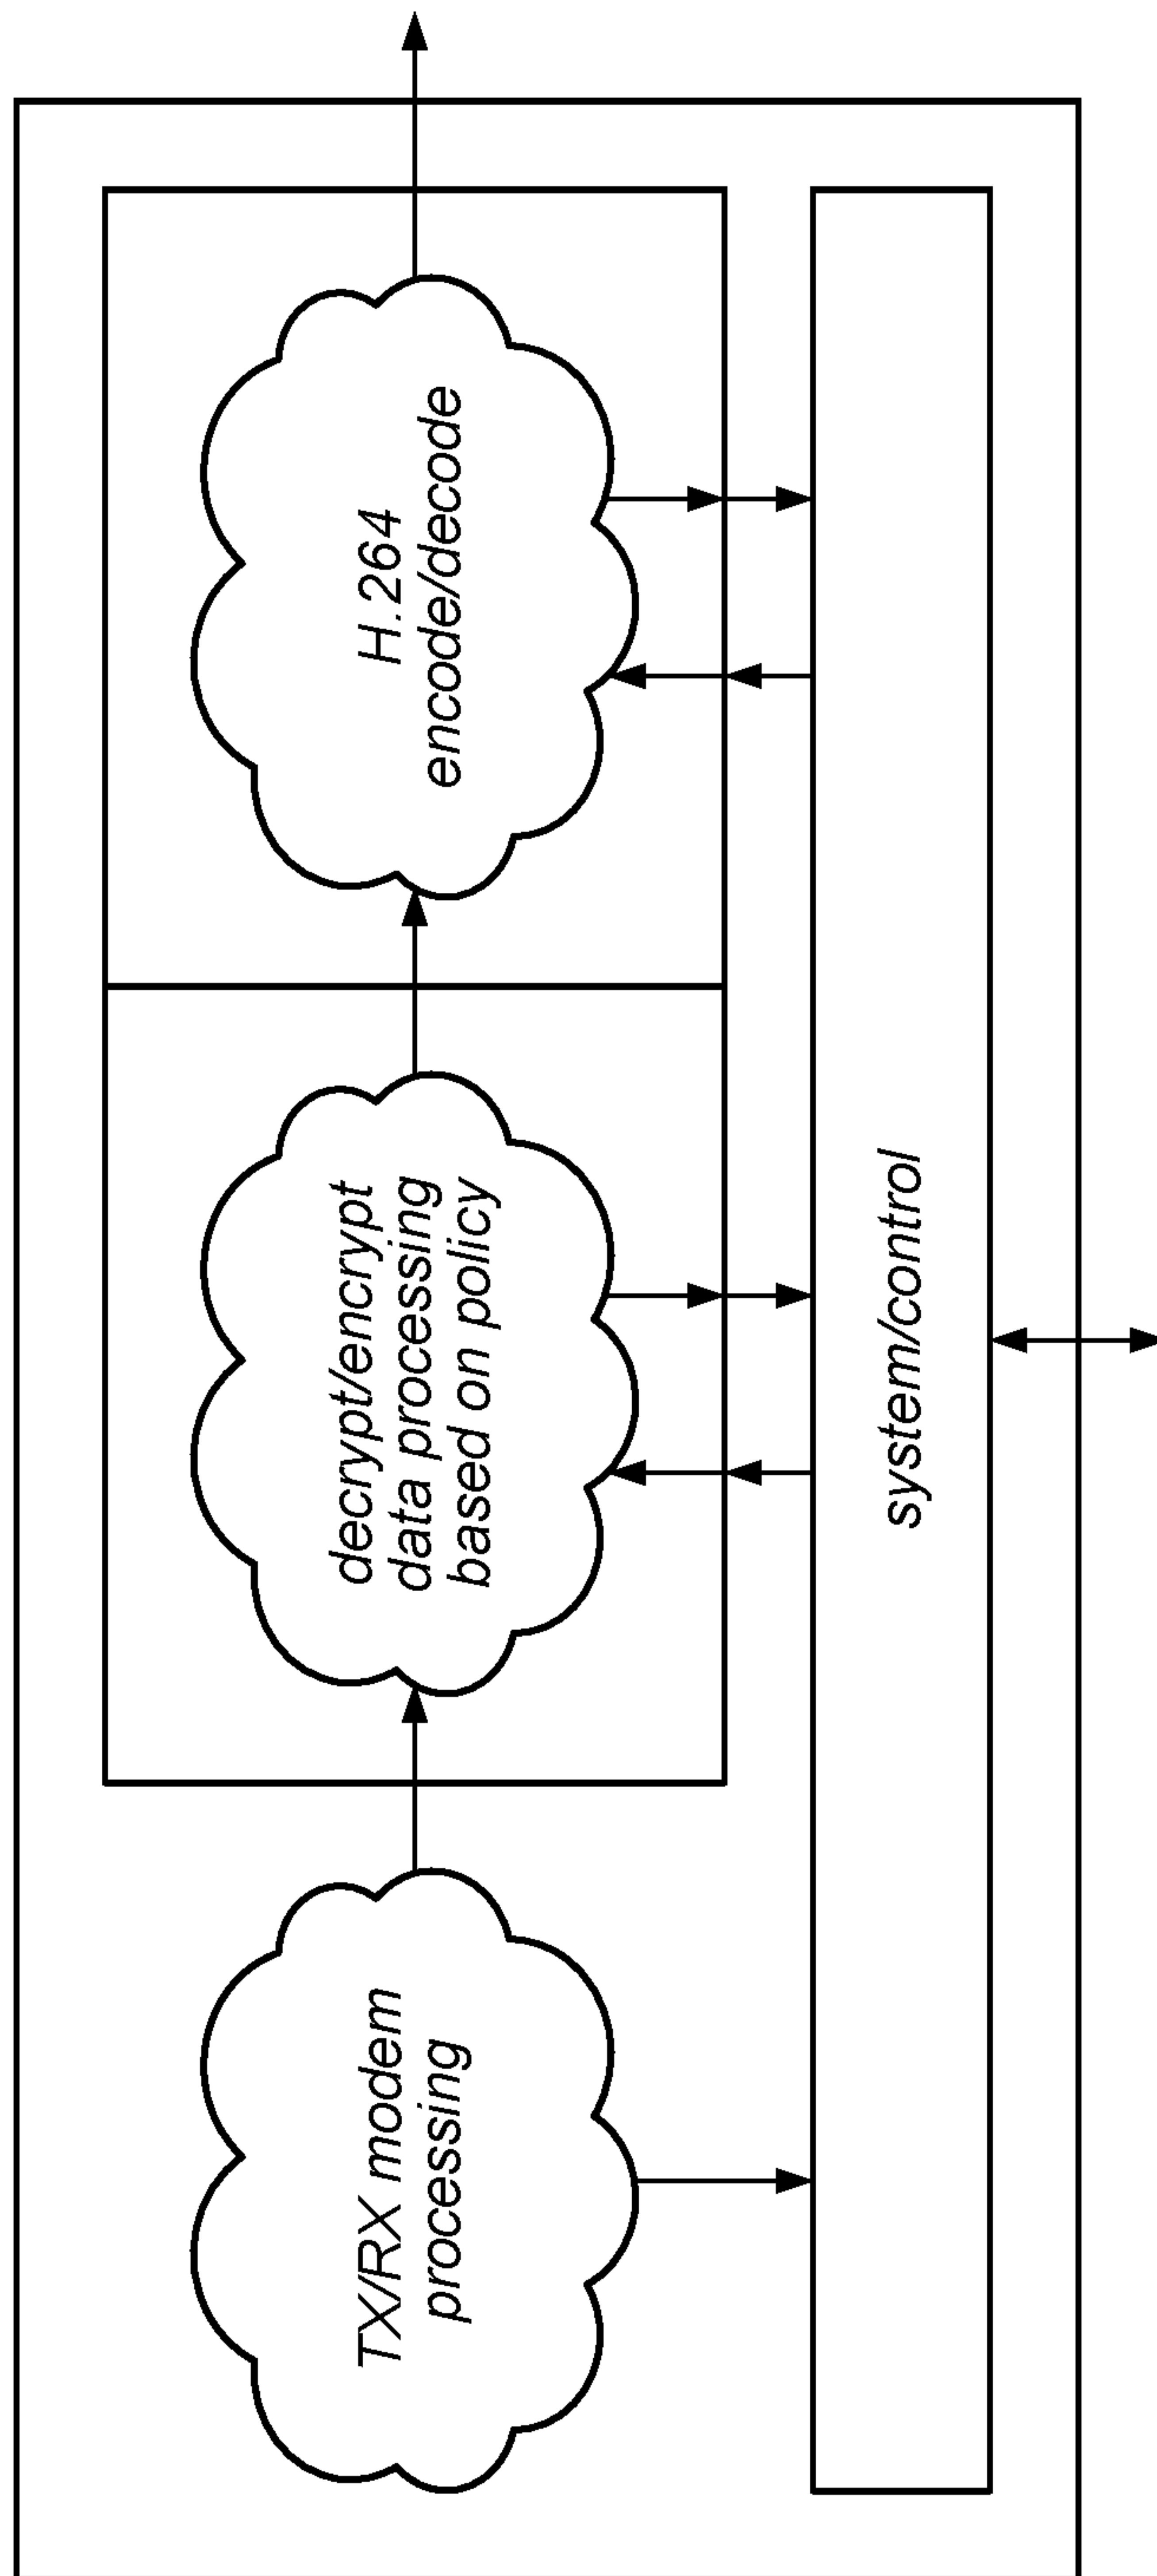 TX/RX modem
processing
decrypt/encrypt
data processing
based on policy
H.264
encode/decode
system/control